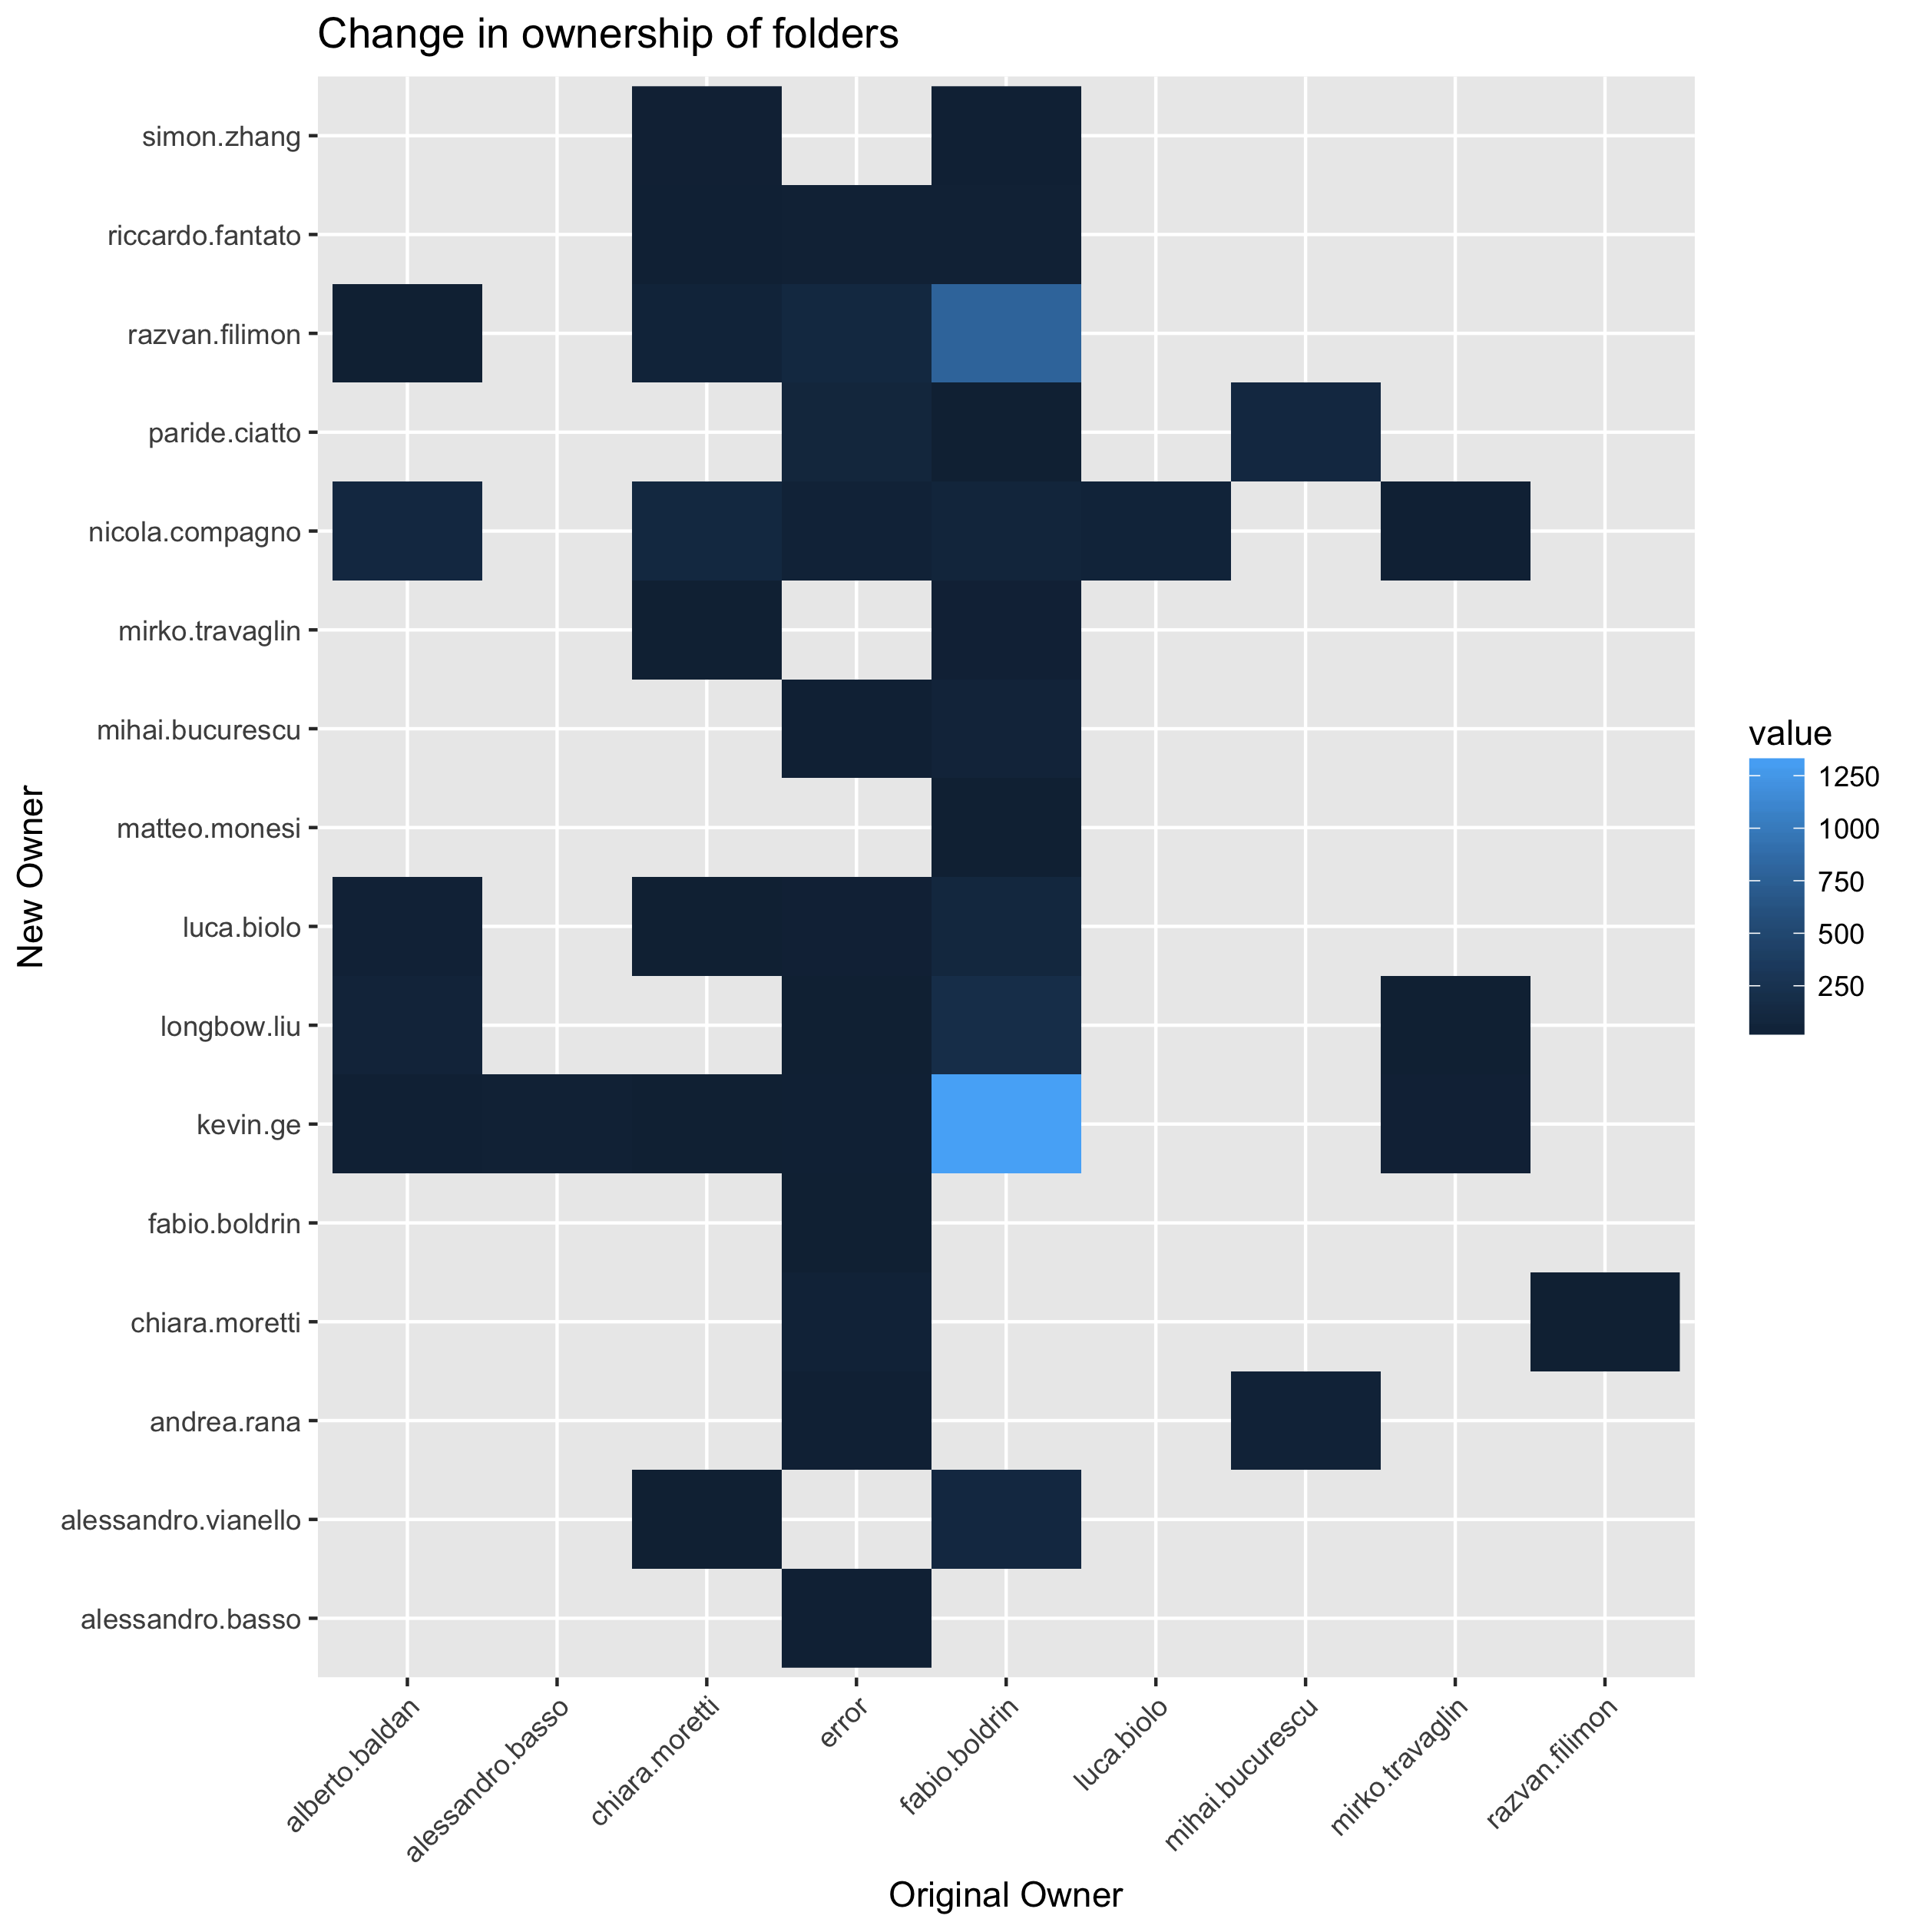 Change in ownership of folders
New Owner
simon.zhang
riccardo.fantato
razvan.filimon
paride.ciatto
nicola.compagno
mirko.travaglin
mihai.bucurescu
matteo.monesi
luca.biolo
longbow.liu
kevin.ge
fabio.boldrin
chiara.moretti
andrea.rana
alessandro.vianello
alessandro.basso
alberto.baldan
alessandro.basso
chiara.moretti
error
fabio.boldrin
luca.biolo
mihai.bucurescu
mirko.travaglin
razvan.filimon
Original Owner
value
1250
1000
750
500
250